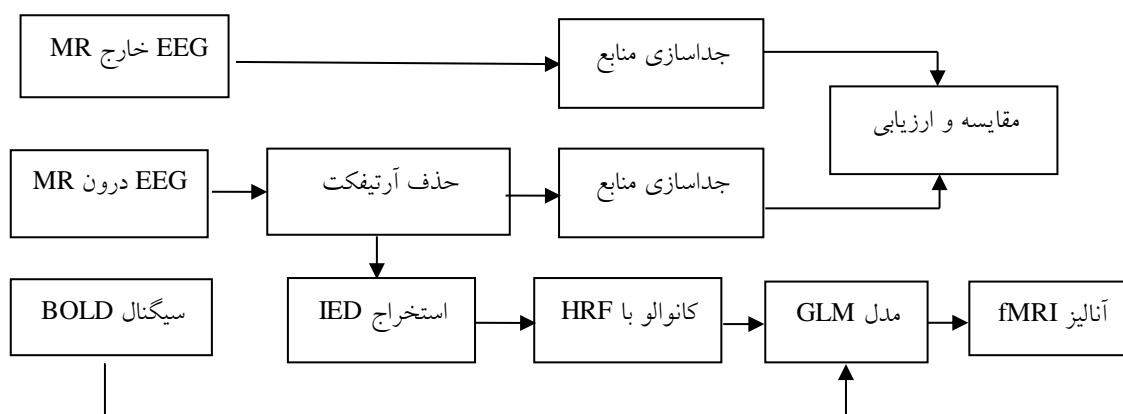 EEG خارج MR
جداسازی منابع
مقایسه و ارزیابی
EEG درون MR
حذف آرتیفکت
جداسازی منابع
سیگنال BOLD
استخراج IED
کانوالو با HRF
مدل GLM
آنالیز fMRI